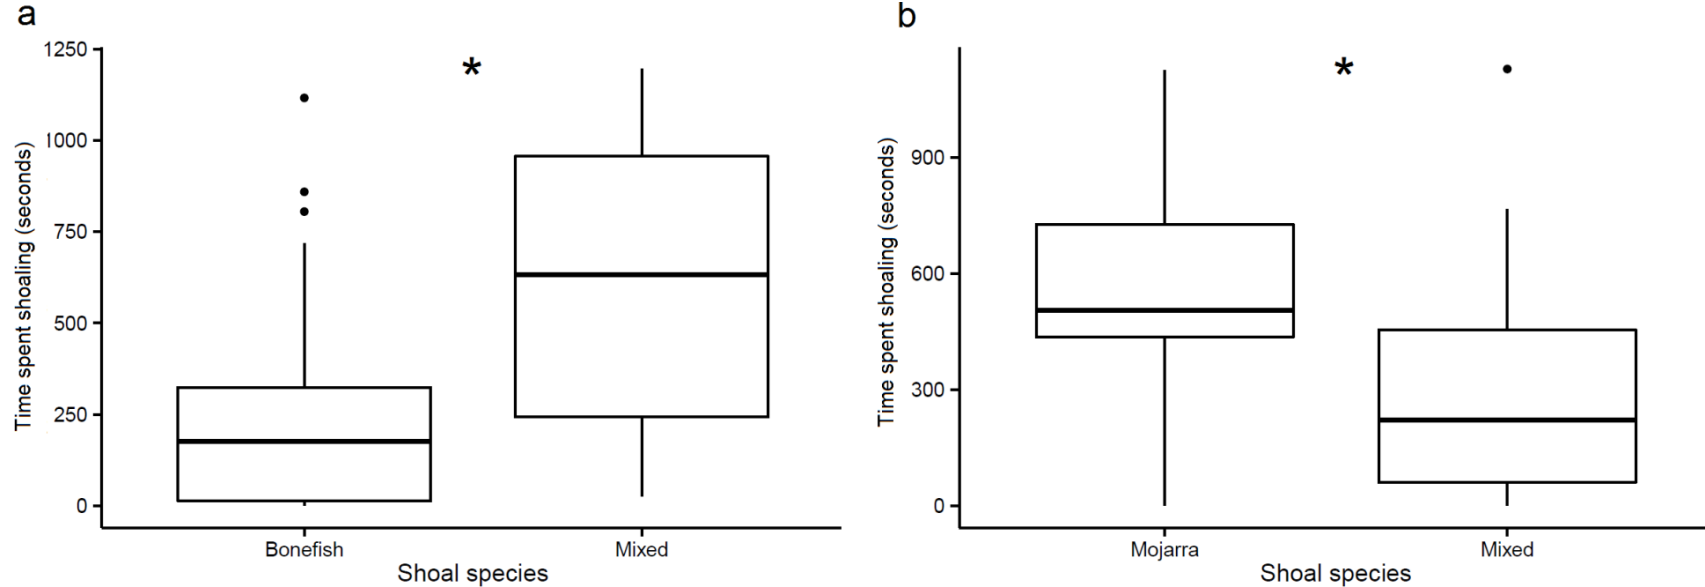 a
1250
1000
750
500
250
0
Time spent shoaling (seconds)
*
Bonefish
Mixed
Shoal species
b
900
600
300
0
Time spent shoaling (seconds)
*
Mojarra
Mixed
Shoal species